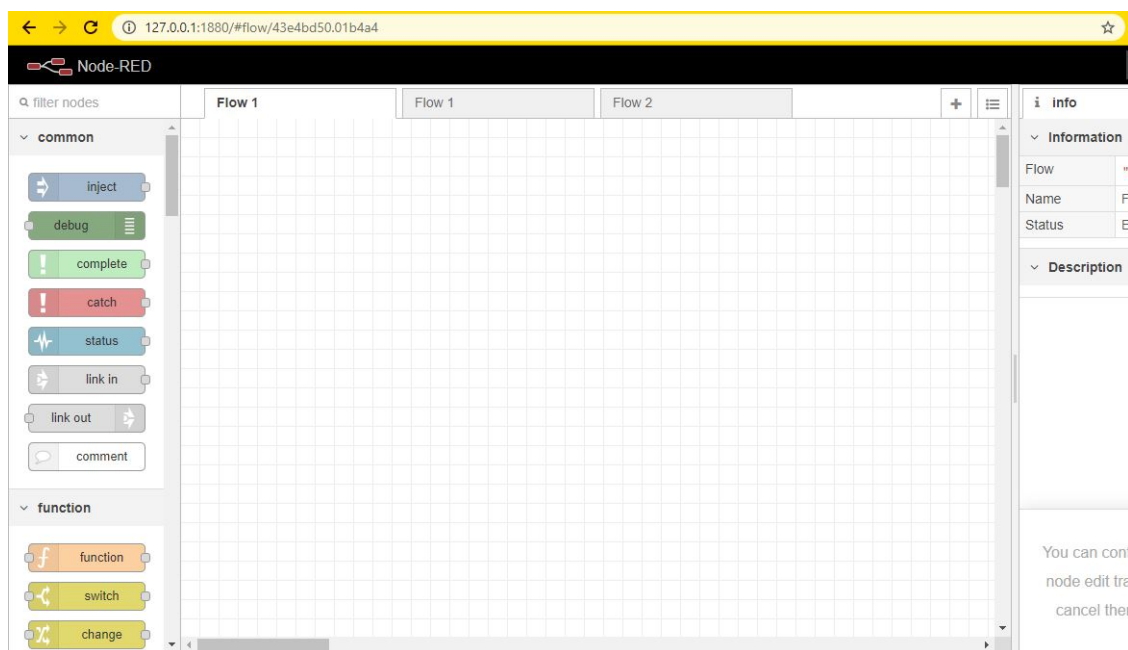 127.0.0.1:1880/#flow/43e4bd50.01b4a4
Node-RED
filter nodes
Flow 1
Flow 1
Flow 2
i info
common
inject
debug
complete
catch
status
link in
link out
comment
function
function
switch
change
Information
Flow "
Name F
Status E
Description
You can con
node edit tra
cancel the